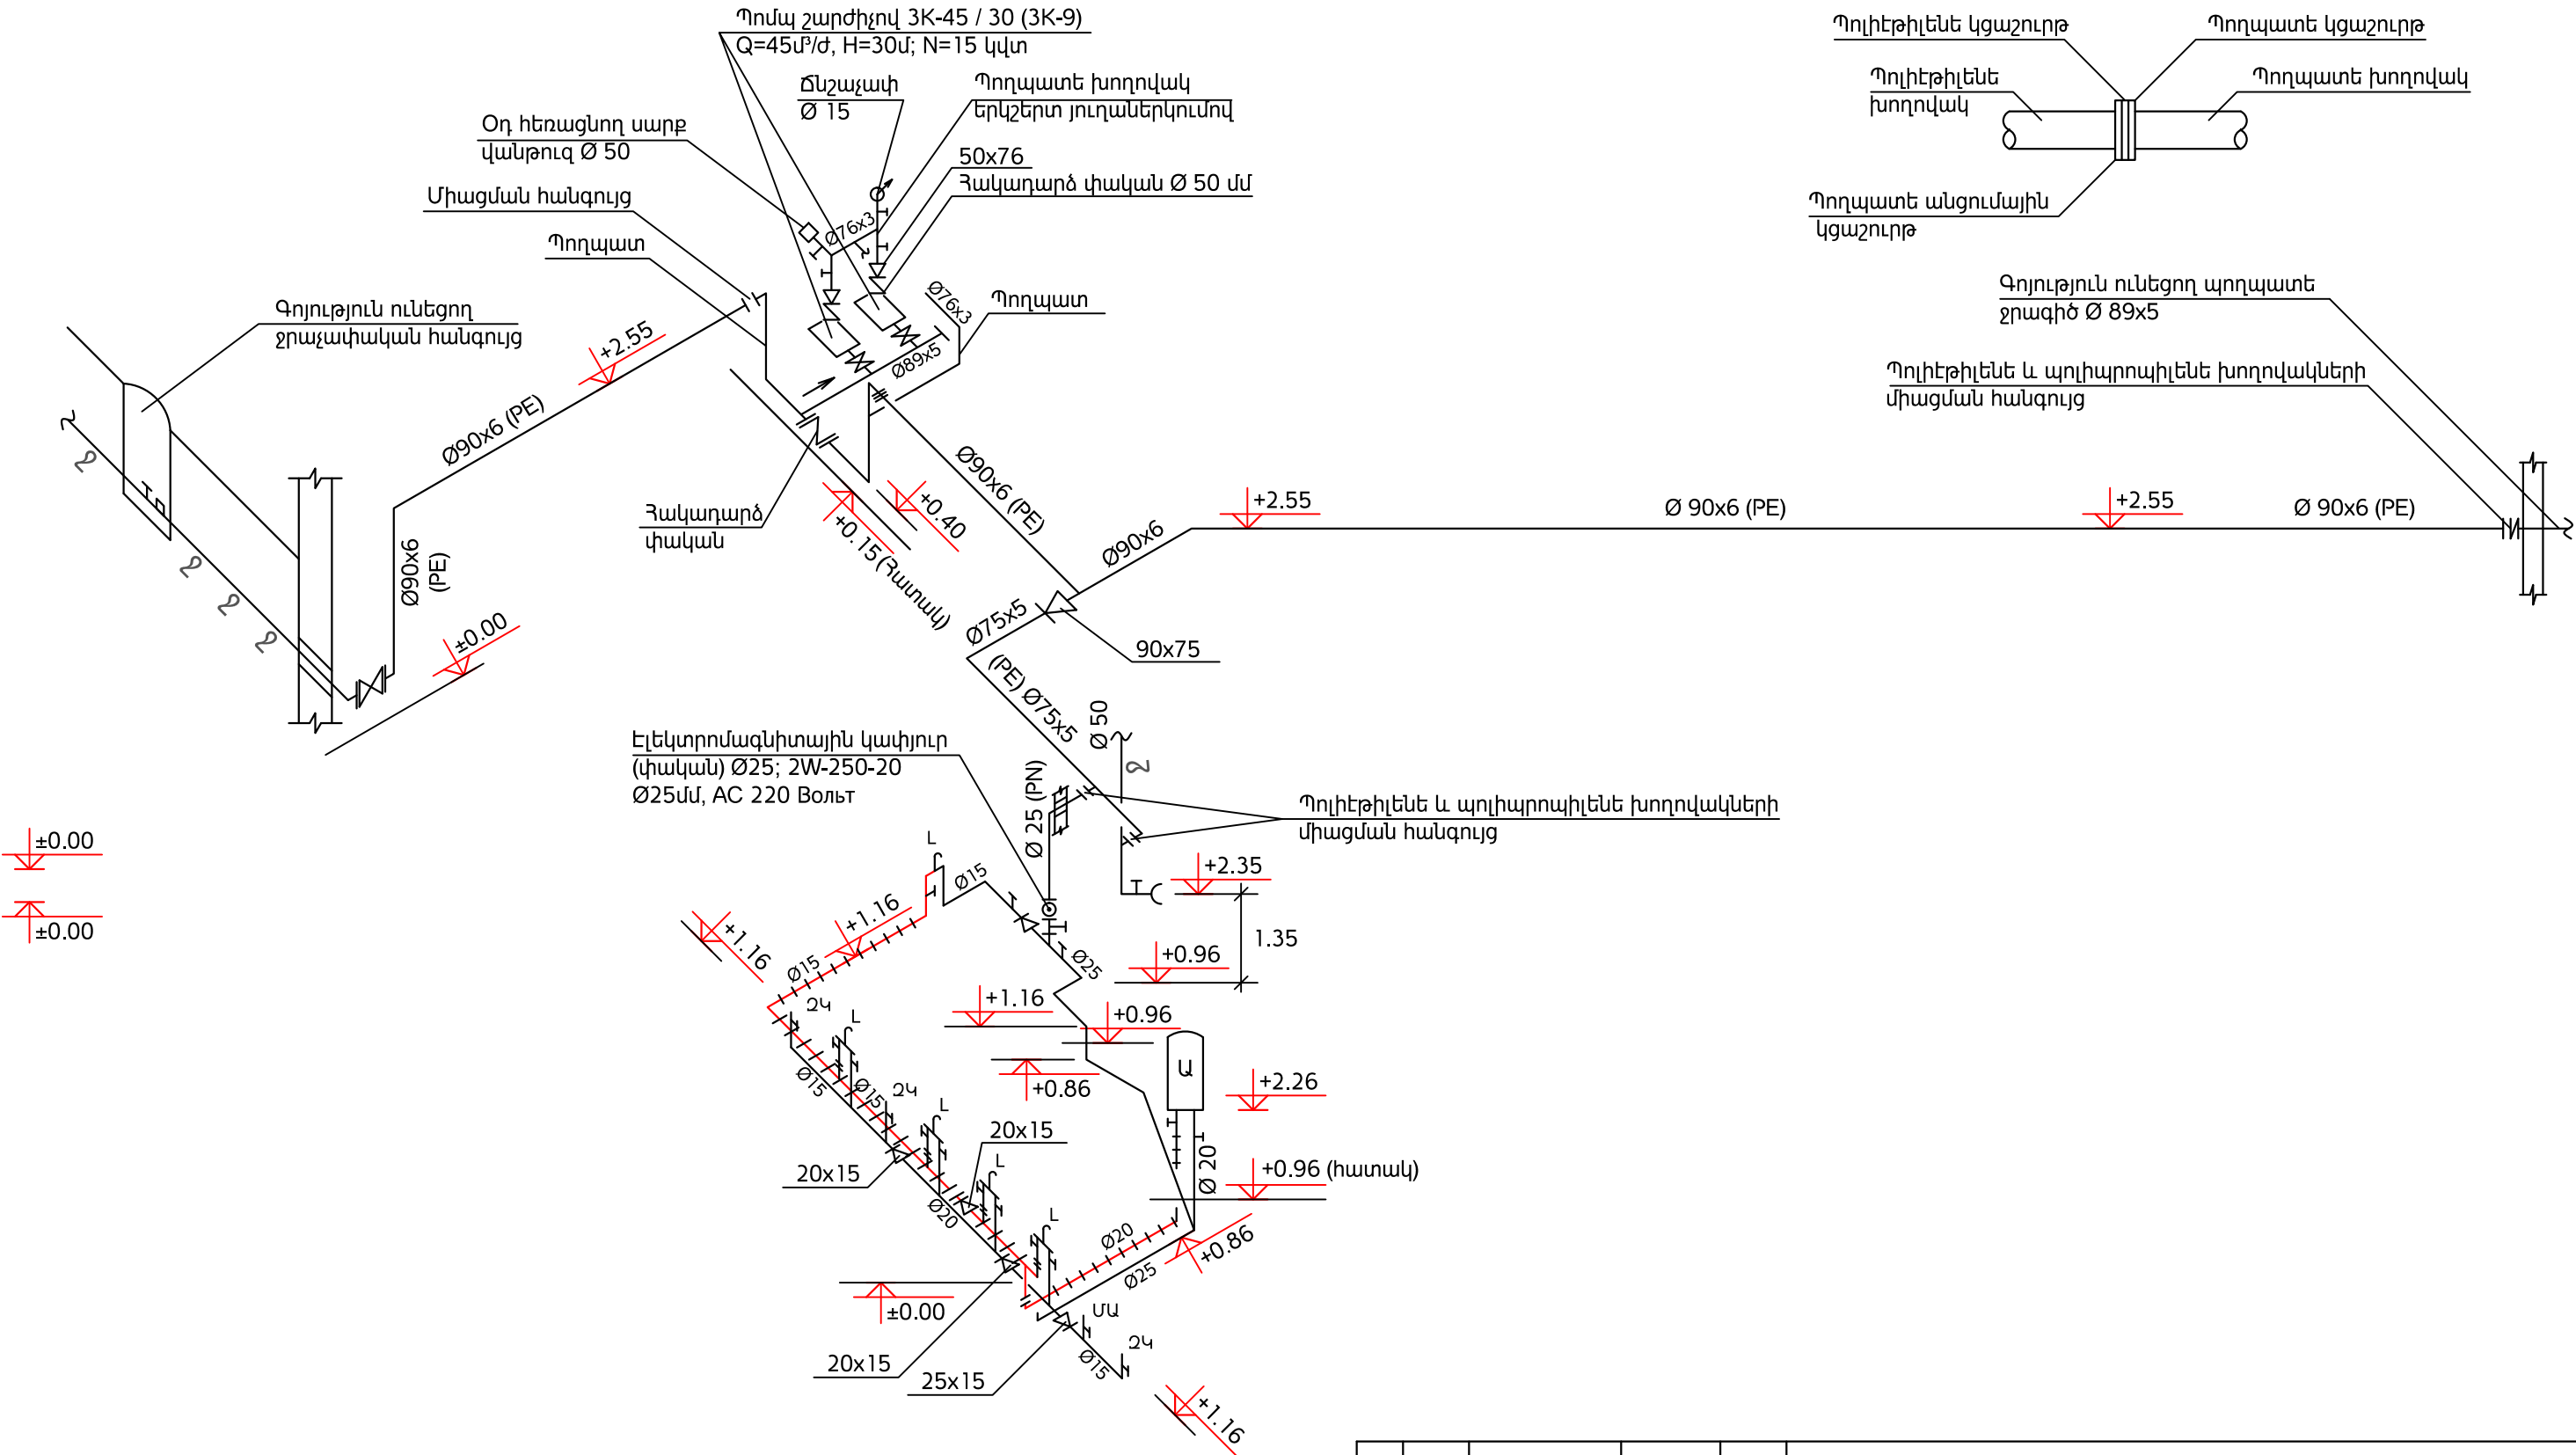 Պոմպ շարժիչով 3K-45 / 30 (3K-9)
Q=45մ³/ժ, H=30մ; N=15 կվտ
Ճնշաչափ
Ø 15
Պողպատե խողովակ
երկշերտ յուղաներկումով
Օդ հեռացնող սարք
վանթուզ Ø 50
50x76
Հակադարձ փական Ø 50 մմ
Միացման հանգույց
Պողպատ
Ø76x3
Ø76x3
Պողպատ
Ø89x5
Գոյություն ունեցող
ջրաչափական հանգույց
+2.55
Ø90x6 (PE)
Ø90x6
(PE)
±0.00
Հակադարձ
փական
+0.40
+0.15 (Հատակ)
Ø90x6 (PE)
Ø90x6
Ø75x5
90x75
(PE) Ø75x5
Պոլիէթիլենե կցաշուրթ
Պողպատե կցաշուրթ
Պոլիէթիլենե
խողովակ
Պողպատե խողովակ
Պողպատե անցումային
կցաշուրթ
Գոյություն ունեցող պողպատե
ջրագիծ Ø 89x5
Պոլիէթիլենե և պոլիպրոպիլենե խողովակների
միացման հանգույց
+2.55
Ø 90x6 (PE)
+2.55
Ø 90x6 (PE)
Ø 50
Էլեկտրոմագնիտային կափյուր
(փական) Ø25; 2W-250-20
Ø25մմ, AC 220 Вольт
Ø 25 (PN)
Պոլիէթիլենե և պոլիպրոպիլենե խողովակների
միացման հանգույց
±0.00
±0.00
L
Ø15
+2.35
1.35
+0.96
+1.16
+1.16
Ø15
Ø25
+1.16
+0.96
+0.86
ԶԿ
L
Ø15
Ø15
ԶԿ
L
20x15
20x15
L
Ø20
L
Ա
+2.26
Ø 20
+0.96 (հատակ)
Ø20
Ø25
+0.86
±0.00
ՄԱ
ԶԿ
Ø15
20x15
25x15
+1.16